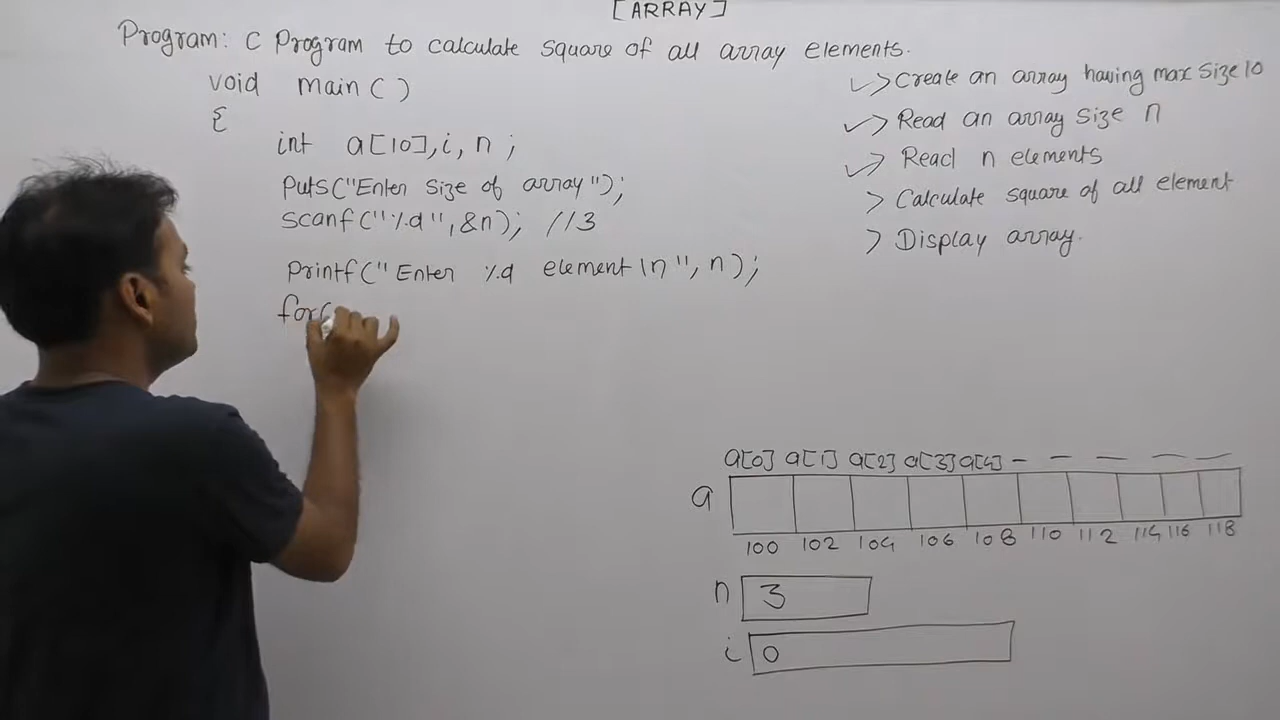 [ARRAY]
Program: C Program to calculate square of all array elements.
void main( )
{
int a[10], i, n ;
Puts("Enter size of array");
Scanf("%d", &n); //3
Printf("Enter %d element \n", n);
for(
> Create an array having max size 10
> Read an array size n
> Read n elements
> Calculate square of all element
> Display array.
a[0] a[1] a[2] a[3] a[4] - - - - -
a
100 102 104 106 108 110 112 114 116 118
n 3
i 0